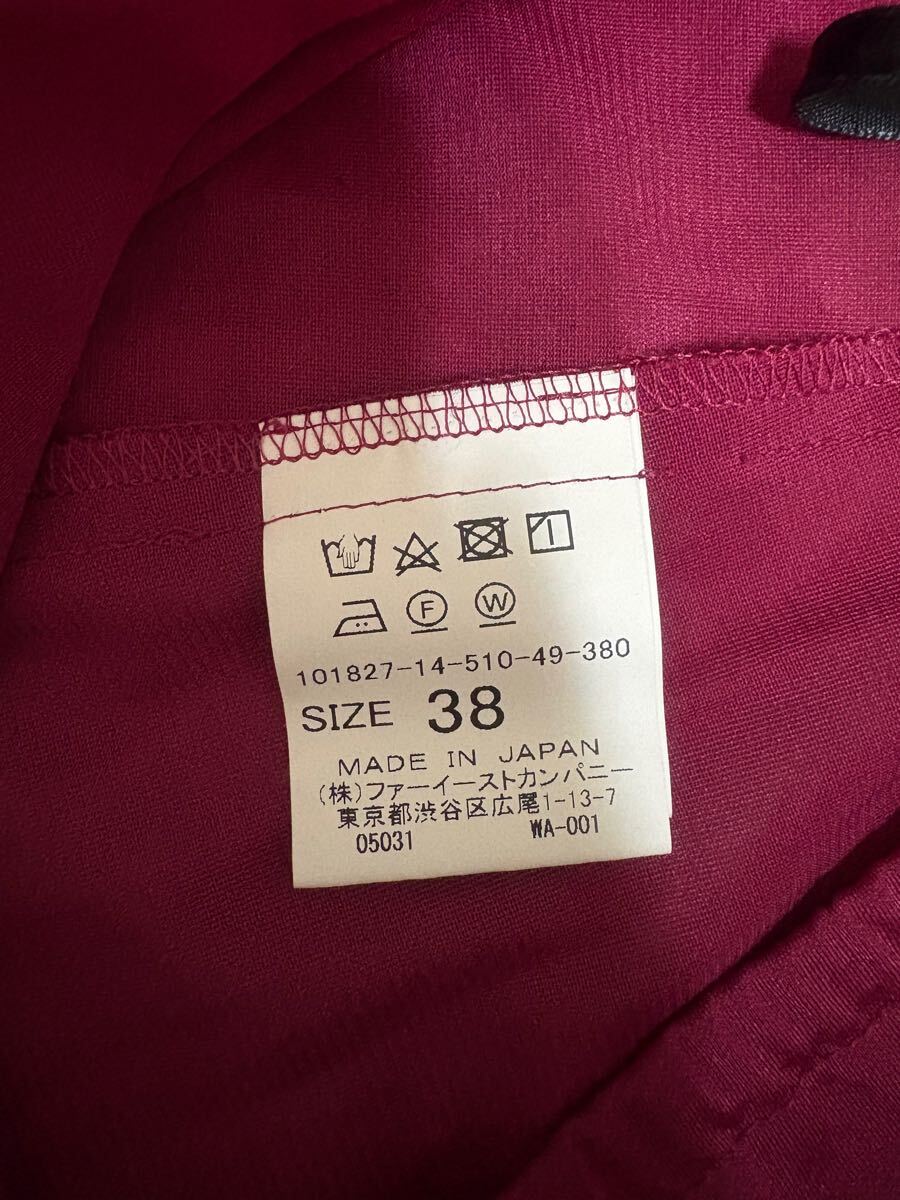 F W
101827-14-510-49-380
SIZE 38
MADE IN JAPAN
(株)ファーイーストカンパニー
東京都渋谷区広尾1-13-7
05031 WA-001